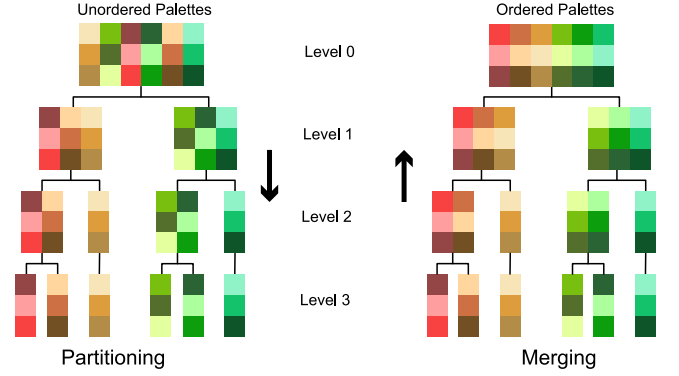 Unordered Palettes
Ordered Palettes
Level 0
Level 1
Level 2
Level 3
Partitioning
Merging